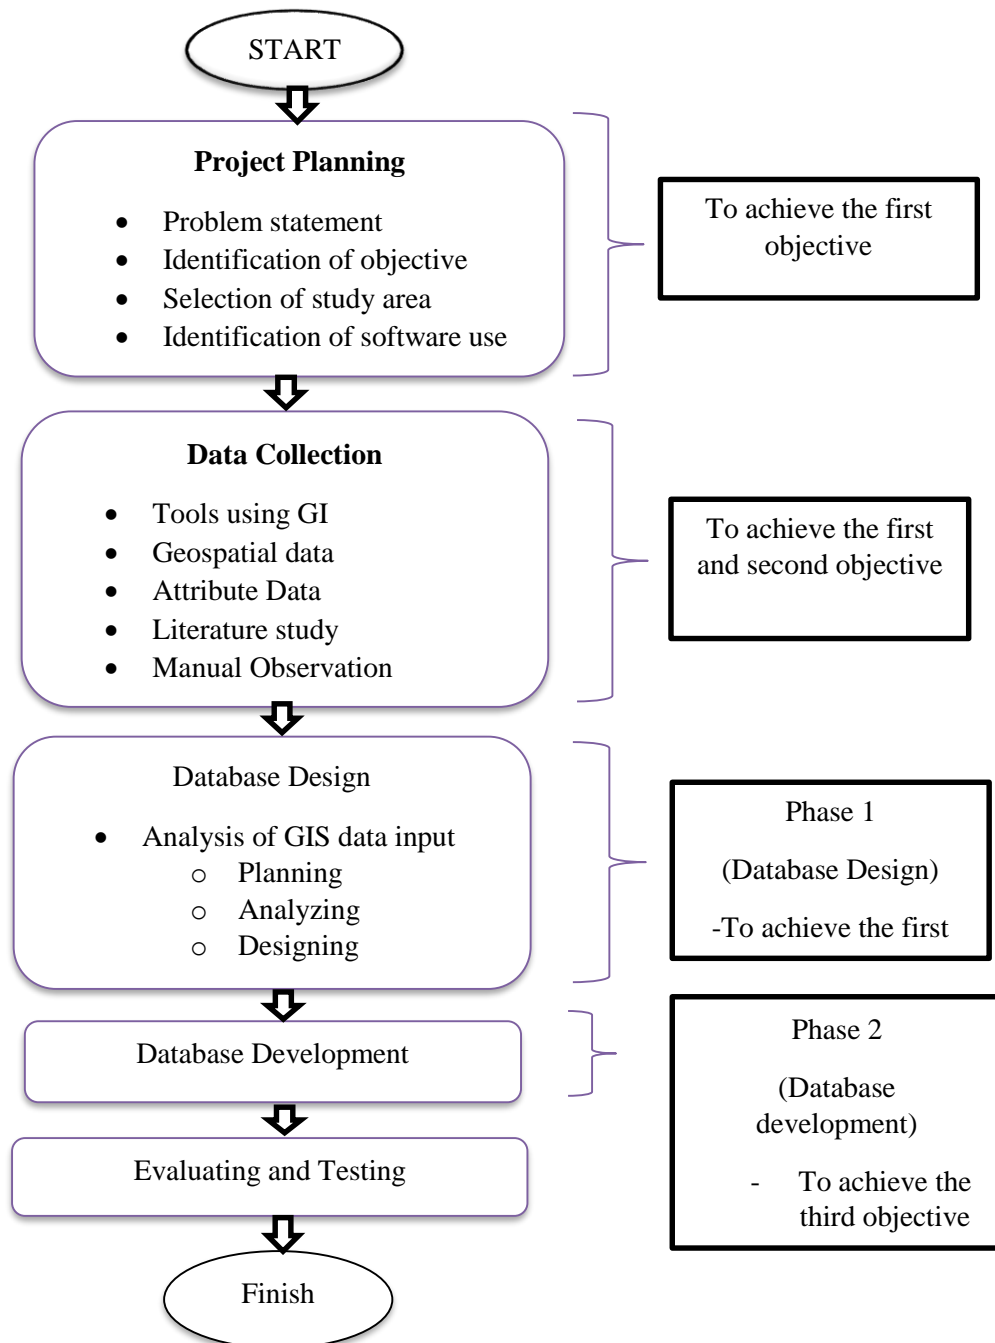 START
Project Planning
• Problem statement
• Identification of objective
• Selection of study area
• Identification of software use
To achieve the first
objective
Data Collection
• Tools using GI
• Geospatial data
• Attribute Data
• Literature study
• Manual Observation
To achieve the first
and second objective
Database Design
• Analysis of GIS data input
o Planning
o Analyzing
o Designing
Phase 1
(Database Design)
-To achieve the first
Database Development
Phase 2
(Database
development)
- To achieve the
third objective
Evaluating and Testing
Finish